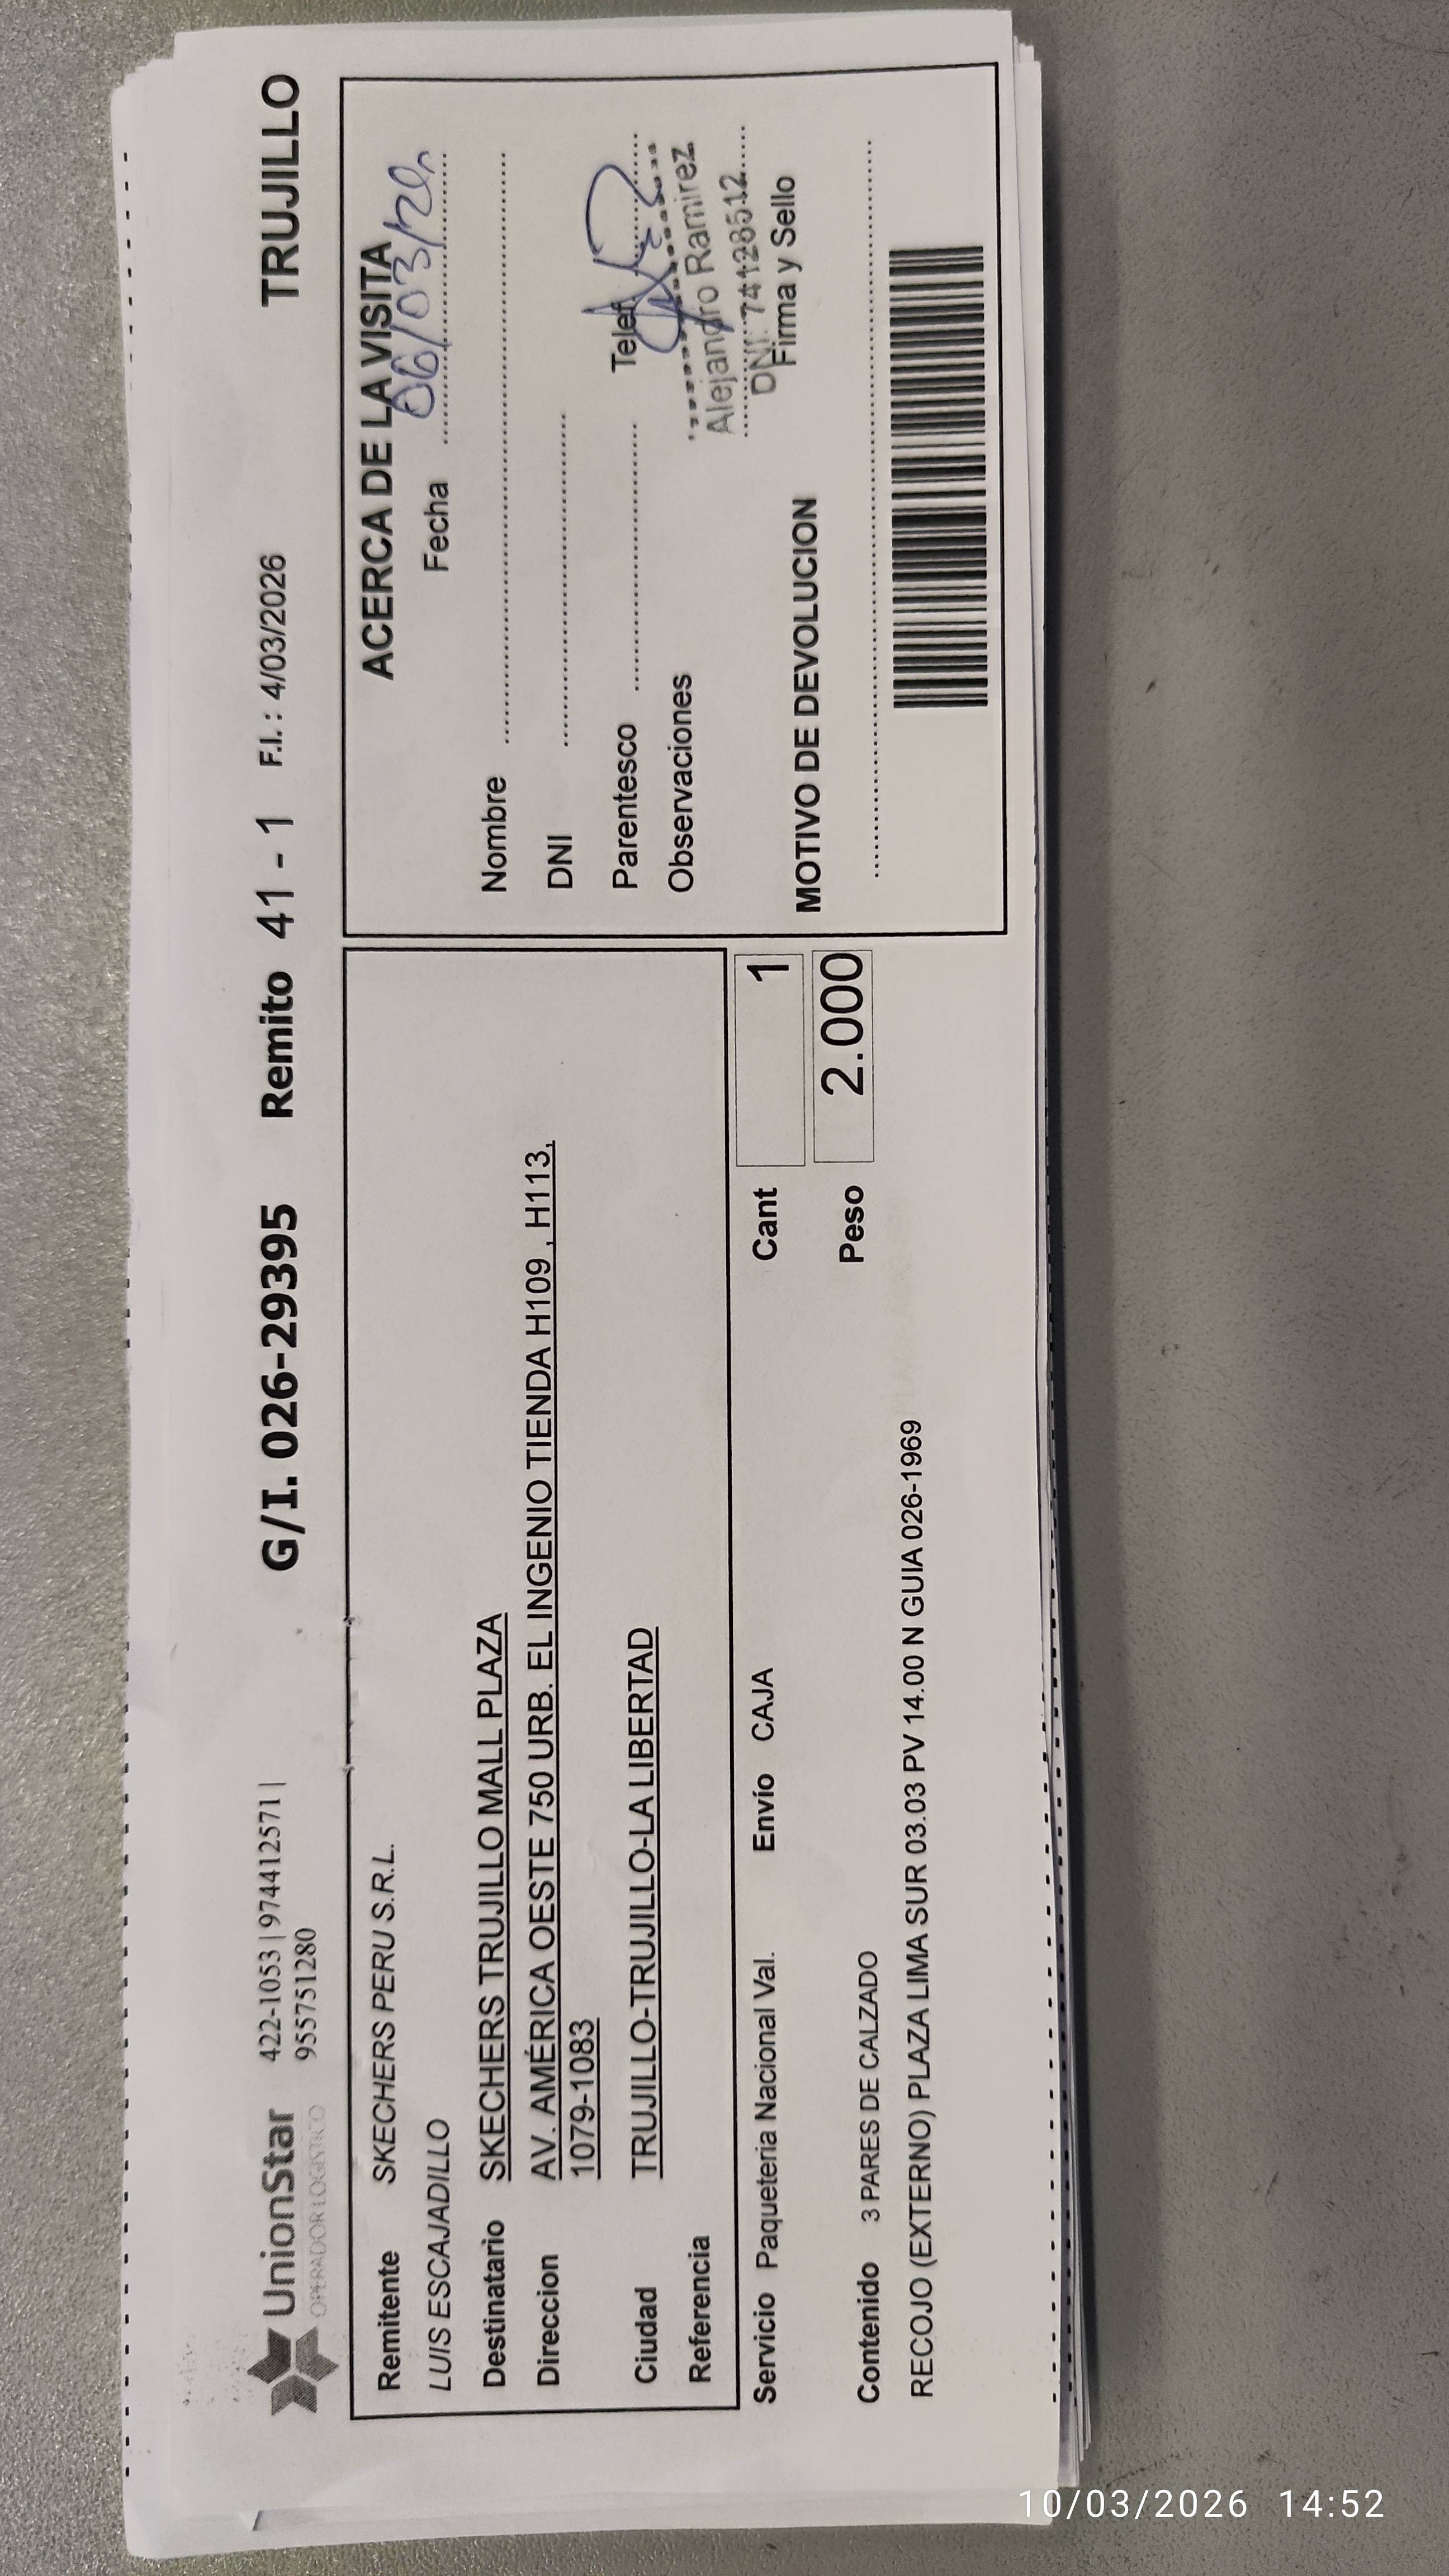 UnionStar
OPERADOR LOGISTICO
422-1053 | 974412571 |
955751280
G/I. 026-29395 Remito 41 - 1 F.I. : 4/03/2026 TRUJILLO
Remitente SKECHERS PERU S.R.L.
LUIS ESCAJADILLO
Destinatario SKECHERS TRUJILLO MALL PLAZA
Direccion AV. AMÉRICA OESTE 750 URB. EL INGENIO TIENDA H109 , H113,
1079-1083
Ciudad TRUJILLO-TRUJILLO-LA LIBERTAD
Referencia
Servicio Paqueteria Nacional Val. Envío CAJA Cant 1
Peso 2.000
Contenido 3 PARES DE CALZADO
RECOJO (EXTERNO) PLAZA LIMA SUR 03.03 PV 14.00 N GUIA 026-1969
ACERCA DE LA VISITA
Fecha 06/03/
Nombre
DNI
Parentesco Telef.
Observaciones
Alejandro Ramirez
DNI: 74128512
Firma y Sello
MOTIVO DE DEVOLUCION
10/03/2026 14:52